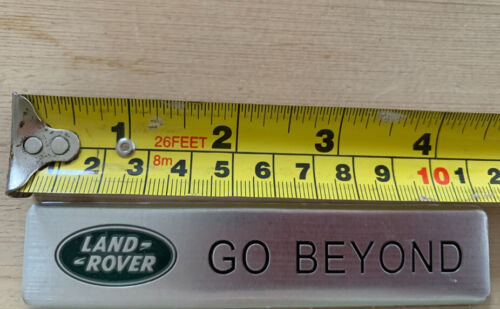 1 26FEET 2 3 4
1 2 3 8m 4 5 6 7 8 9 10 1 2
LAND-
-ROVER
GO BEYOND